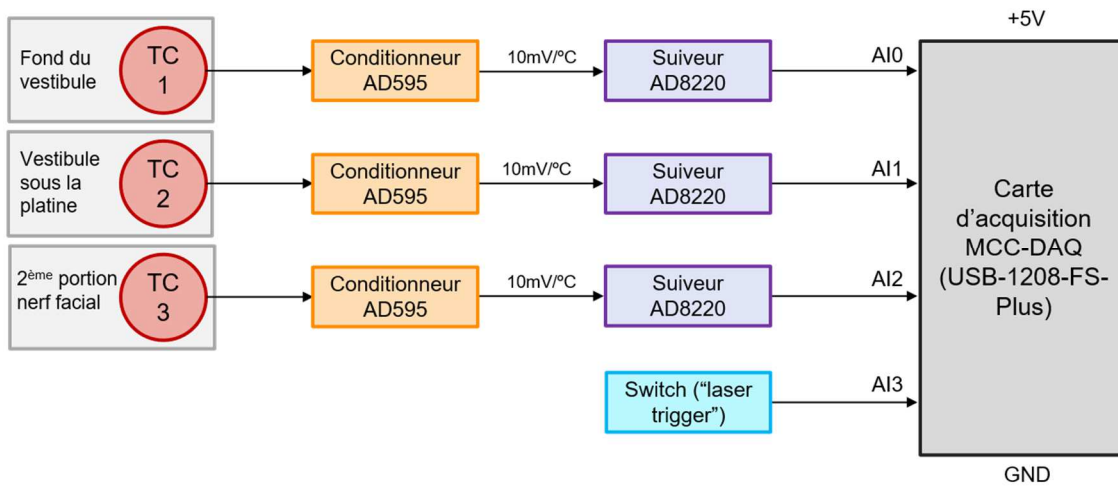 +5V
Fond du
vestibule
TC
1
Conditionneur
AD595
10mV/ºC
Suiveur
AD8220
AI0
Vestibule
sous la
platine
TC
2
Conditionneur
AD595
10mV/ºC
Suiveur
AD8220
AI1
2ème portion
nerf facial
TC
3
Conditionneur
AD595
10mV/ºC
Suiveur
AD8220
AI2
Switch (“laser
trigger”)
AI3
Carte
d’acquisition
MCC-DAQ
(USB-1208-FS-
Plus)
GND